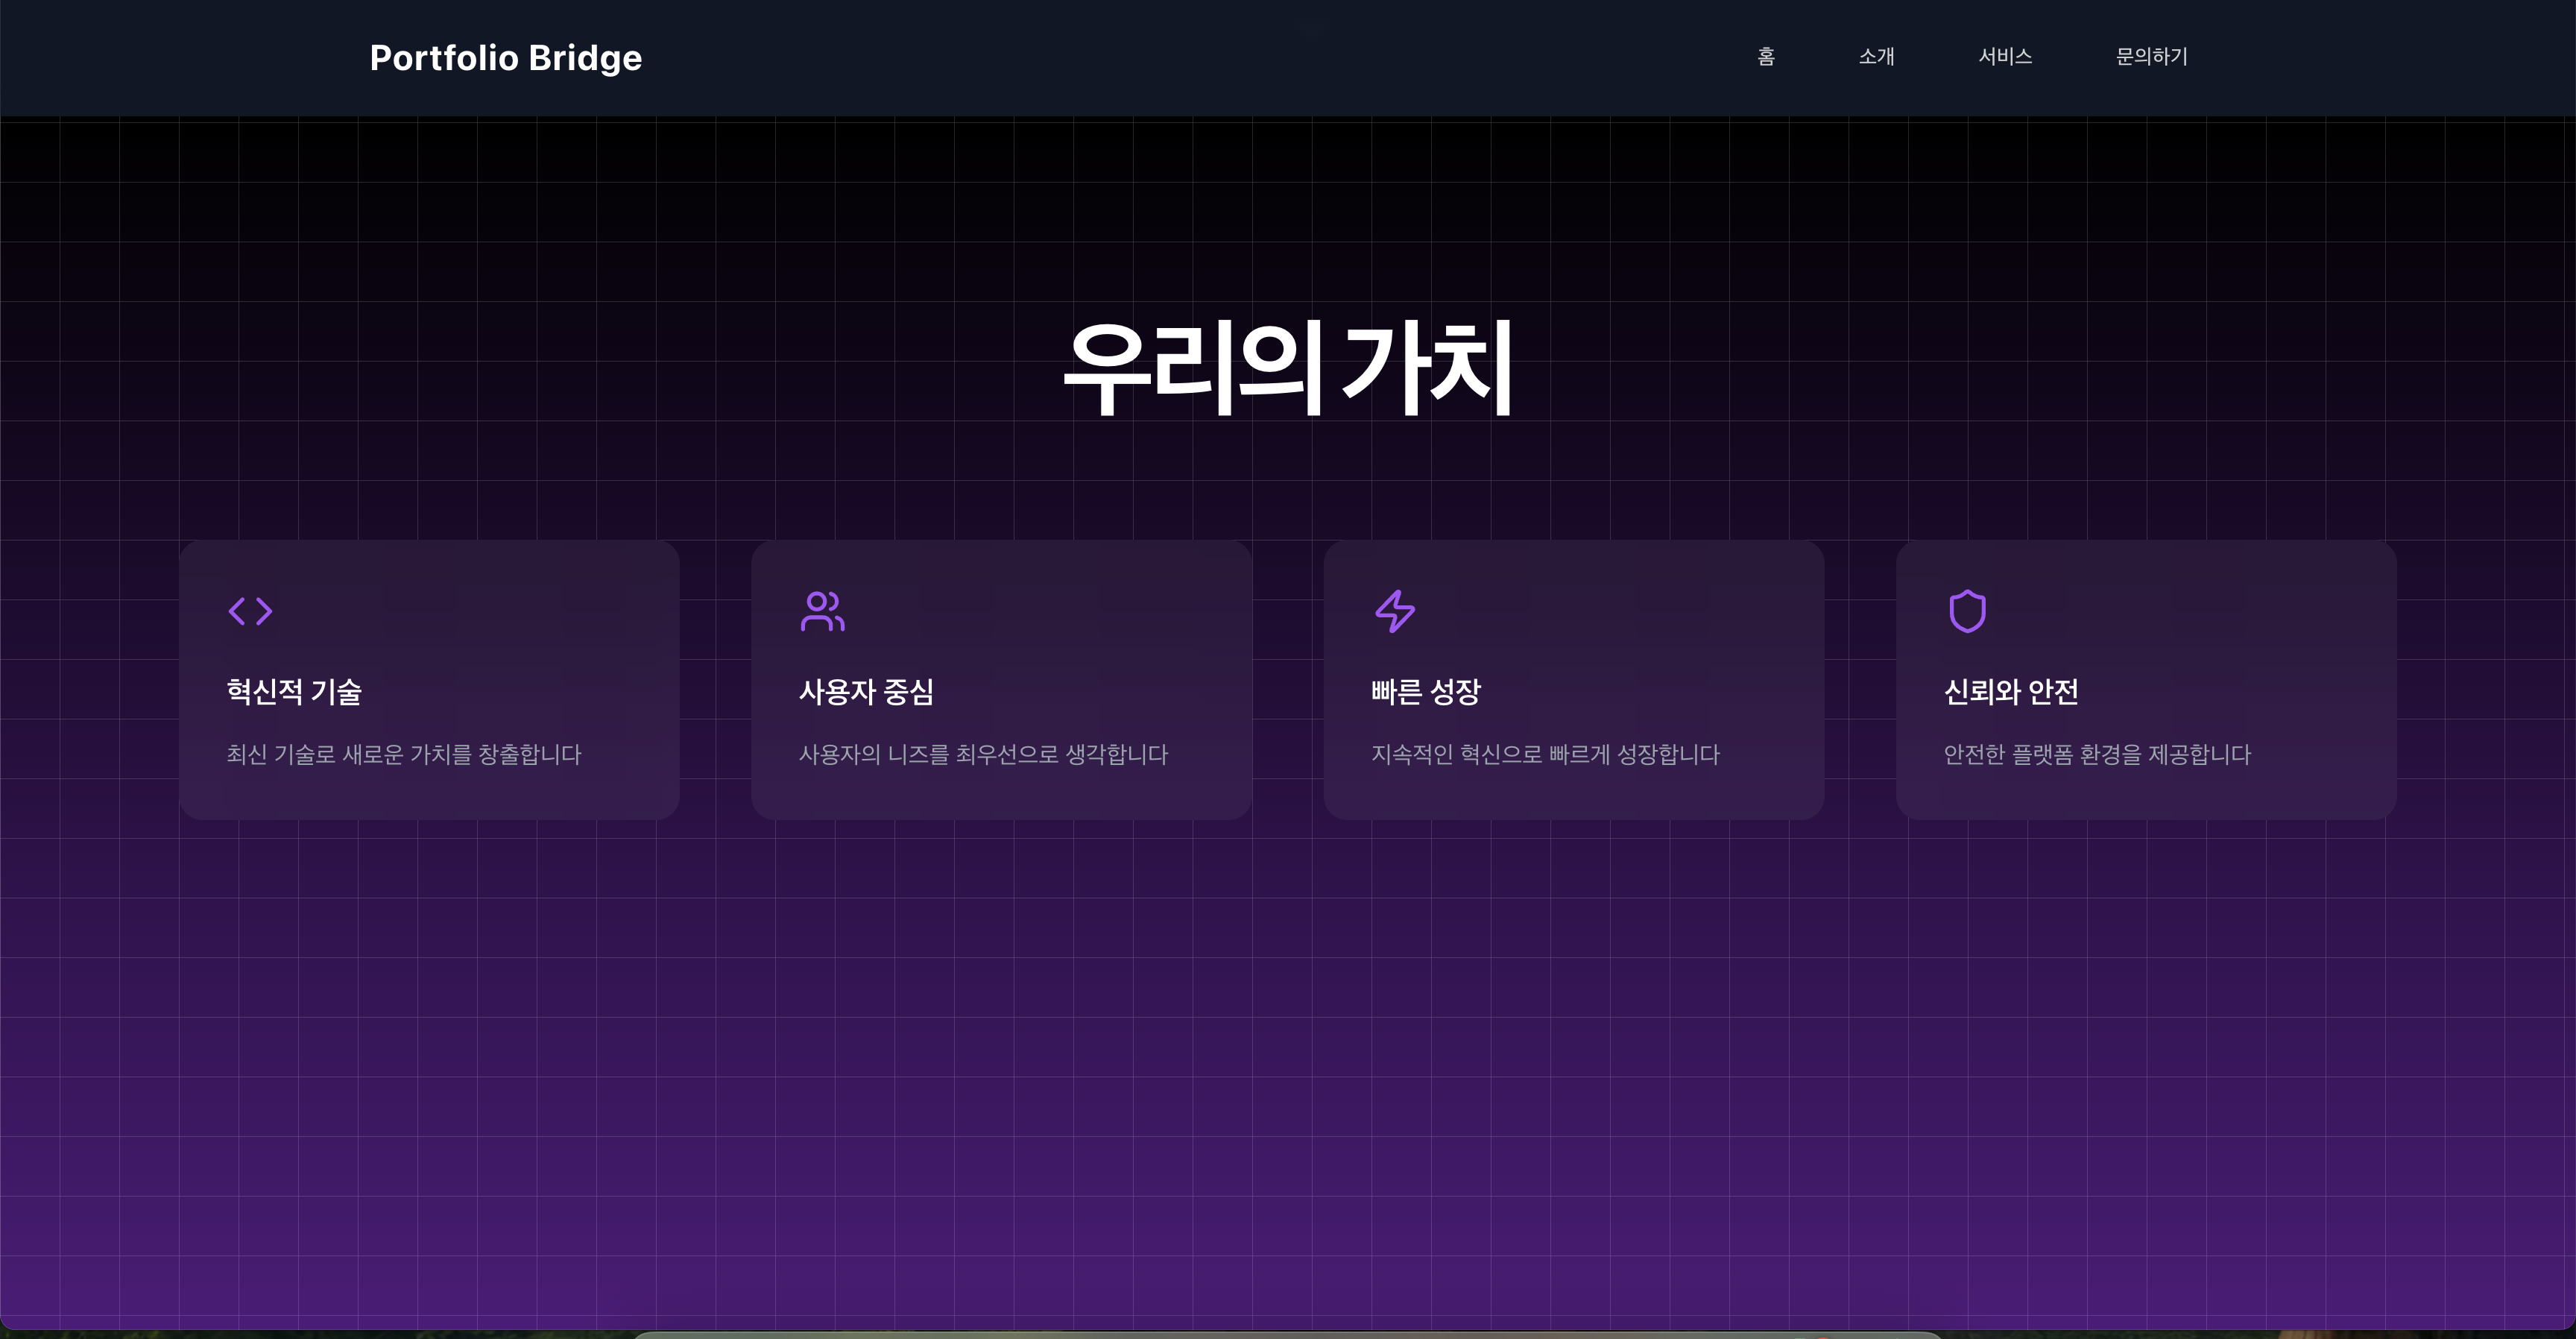 Portfolio Bridge
홈
소개
서비스
문의하기
우리의 가치
혁신적 기술
최신 기술로 새로운 가치를 창출합니다
사용자 중심
사용자의 니즈를 최우선으로 생각합니다
빠른 성장
지속적인 혁신으로 빠르게 성장합니다
신뢰와 안전
안전한 플랫폼 환경을 제공합니다